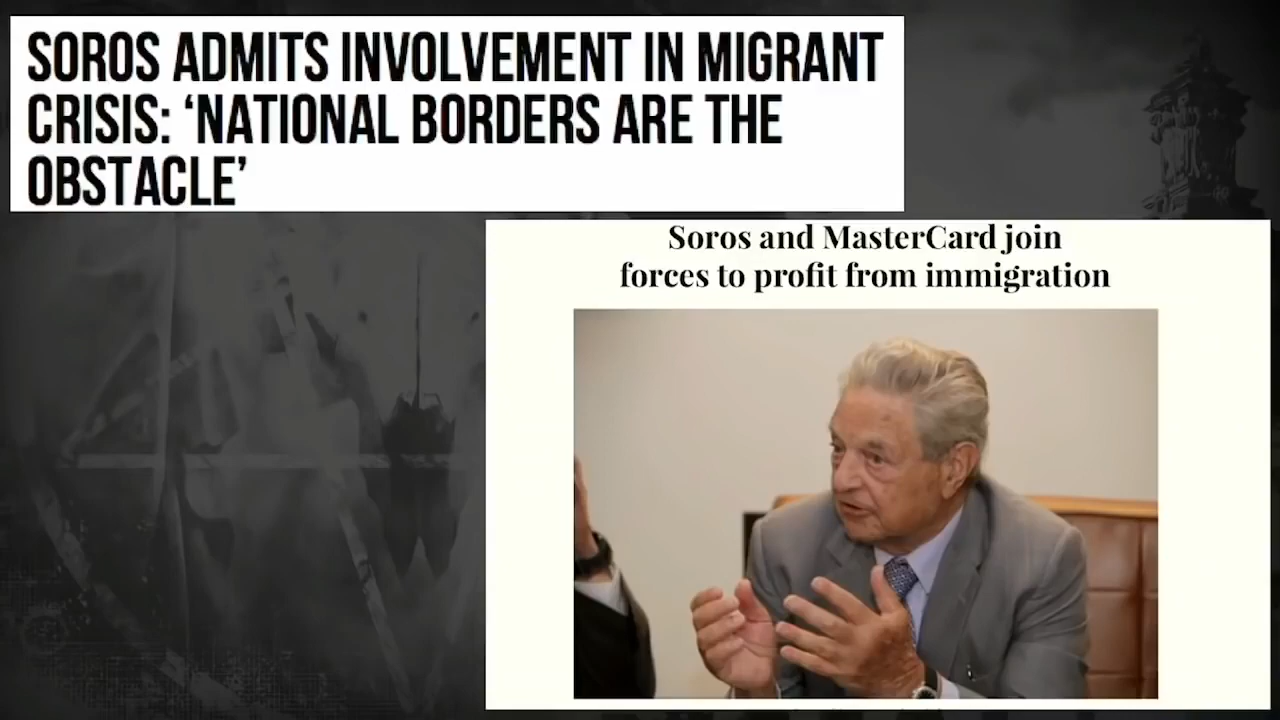 SOROS ADMITS INVOLVEMENT IN MIGRANT
CRISIS: ‘NATIONAL BORDERS ARE THE
OBSTACLE’
Soros and MasterCard join
forces to profit from immigration